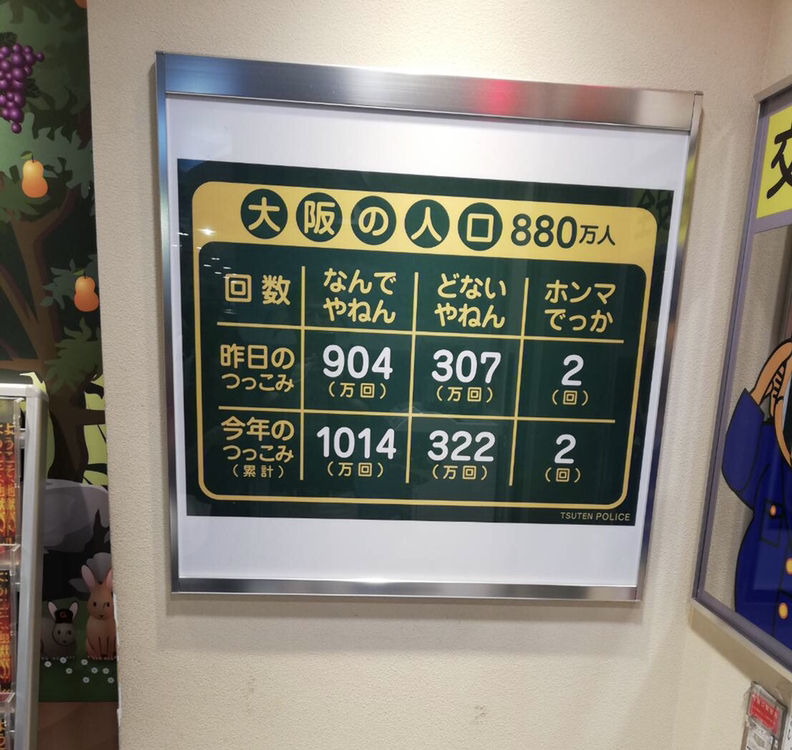 大阪の人口 880万人
回数 なんでやねん どないやねん ホンマでっか
昨日のつっこみ 904(万回) 307(万回) 2(回)
今年のつっこみ(累計) 1014(万回) 322(万回) 2(回)
TSUTEN POLICE
交